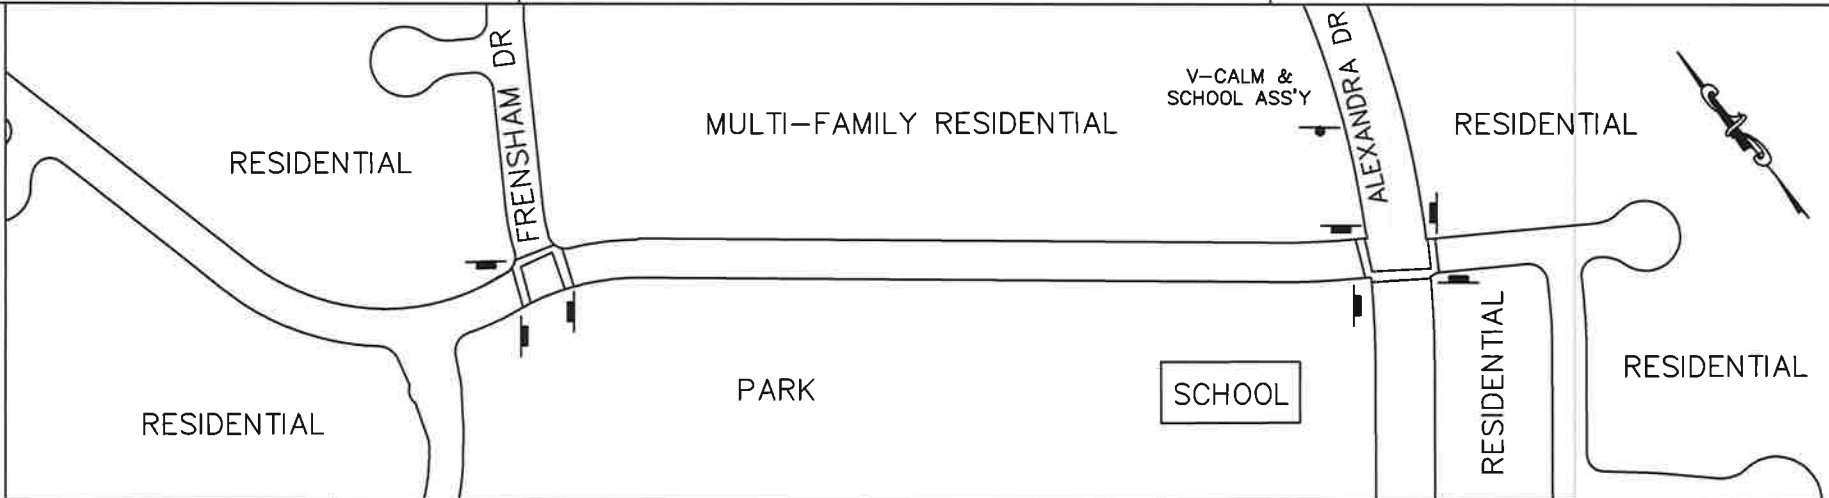 FRENSHAM DR
ALEXANDRA DR
V-CALM &
SCHOOL ASS'Y
MULTI-FAMILY RESIDENTIAL
RESIDENTIAL
RESIDENTIAL
RESIDENTIAL
PARK
SCHOOL
RESIDENTIAL
RESIDENTIAL